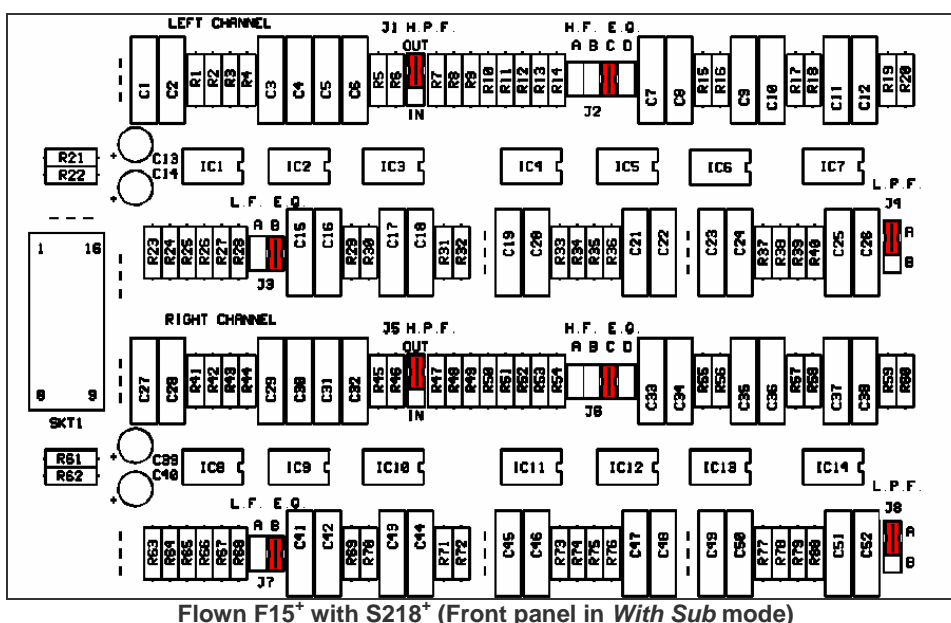 LEFT CHANNEL
J1 H.P.F.
OUT
IN
H.F. E.Q.
A B C D
J2
C1 C2 R1 R2 R3 R4 C3 C4 C5 C6 R5 R6 R7 R8 R9 R10 R11 R12 R13 R14 C7 C8 R15 R16 C9 C10 R17 R18 C11 C12 R19 R20
R21
R22
C13
C14
IC1 IC2 IC3 IC4 IC5 IC6 IC7
L.F. E.Q.
A B
J3
L.P.F.
J4
A
B
R23 R24 R25 R26 R27 R28 C15 C16 R29 R30 C17 C18 R31 R32 C19 C20 R33 R34 R35 R36 C21 C22 C23 C24 R37 R38 R39 R40 C25 C26
1 16
8 9
SKT1
RIGHT CHANNEL
J5 H.P.F.
OUT
IN
H.F. E.Q.
A B C D
J6
C27 C28 R41 R42 R43 R44 C29 C30 C31 C32 R45 R46 R47 R48 R49 R50 R51 R52 R53 R54 C33 C34 R55 R56 C35 C36 R57 R58 C37 C38 R59 R60
R61
R62
C39
C40
IC8 IC9 IC10 IC11 IC12 IC13 IC14
L.F. E.Q.
A B
J7
L.P.F.
J8
A
B
R63 R64 R65 R66 R67 R68 C41 C42 R69 R70 C43 C44 R71 R72 C45 C46 R73 R74 R75 R76 C47 C48 C49 C50 R77 R78 R79 R80 C51 C52
Flown F15⁺ with S218⁺ (Front panel in With Sub mode)